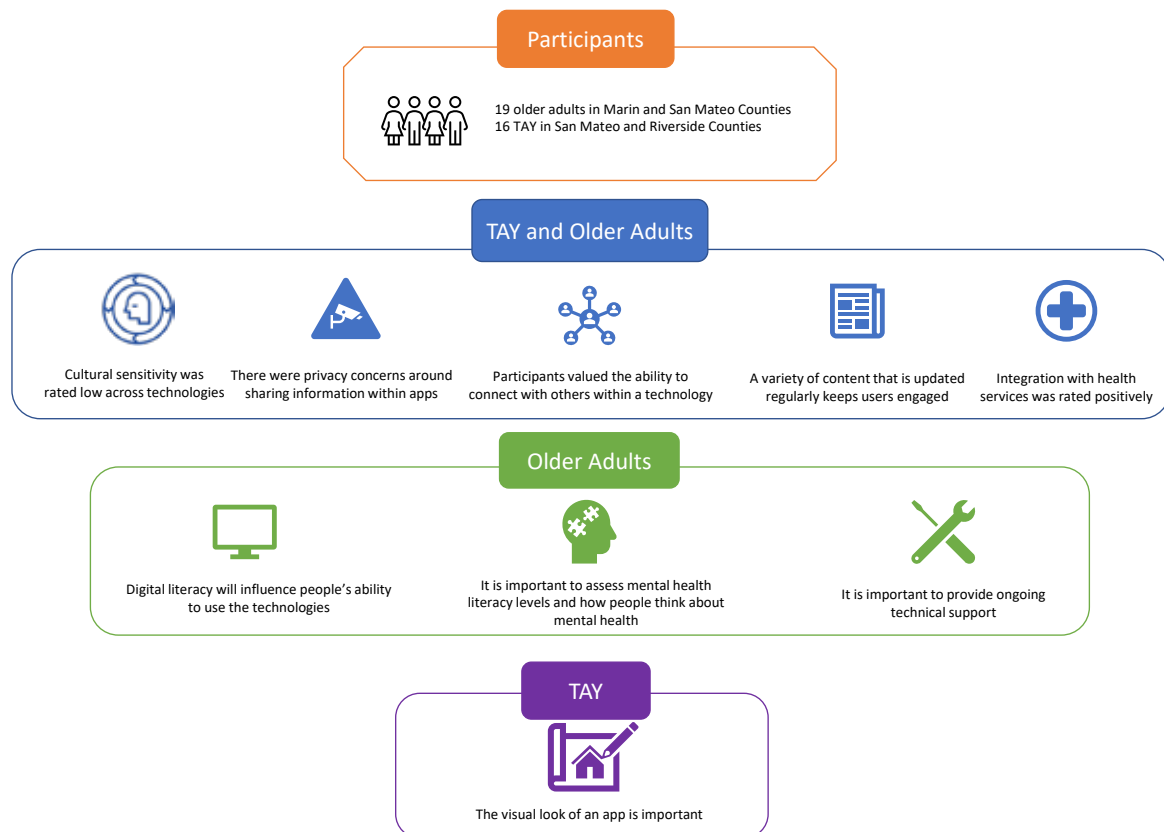 Participants
19 older adults in Marin and San Mateo Counties
16 TAY in San Mateo and Riverside Counties
TAY and Older Adults
Cultural sensitivity was
rated low across technologies
There were privacy concerns around
sharing information within apps
Participants valued the ability to
connect with others within a technology
A variety of content that is updated
regularly keeps users engaged
Integration with health
services was rated positively
Older Adults
Digital literacy will influence people’s ability
to use the technologies
It is important to assess mental health
literacy levels and how people think about
mental health
It is important to provide ongoing
technical support
TAY
The visual look of an app is important